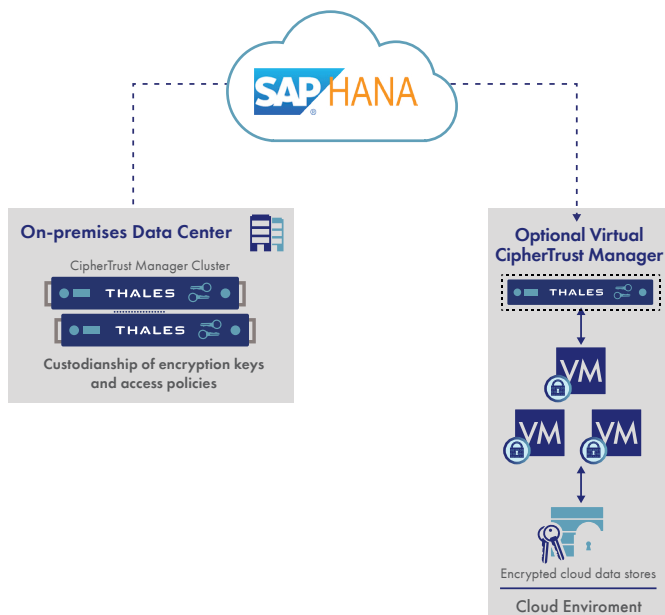 SAP HANA
®
On-premises Data Center
CipherTrust Manager Cluster
THALES
THALES
Custodianship of encryption keys
and access policies
Optional Virtual
CipherTrust Manager
THALES
VM
VM
VM
Encrypted cloud data stores
Cloud Enviroment